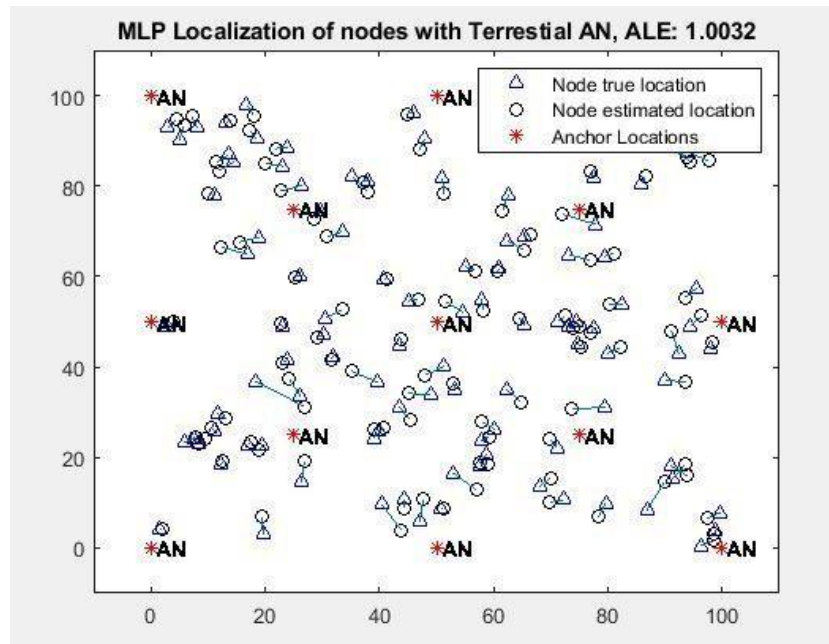 MLP Localization of nodes with Terrestial AN, ALE: 1.0032
Node true location
Node estimated location
Anchor Locations
100
80
60
40
20
0
AN
AN
AN
AN
AN
AN
AN
AN
AN
AN
AN
AN
0
20
40
60
80
100